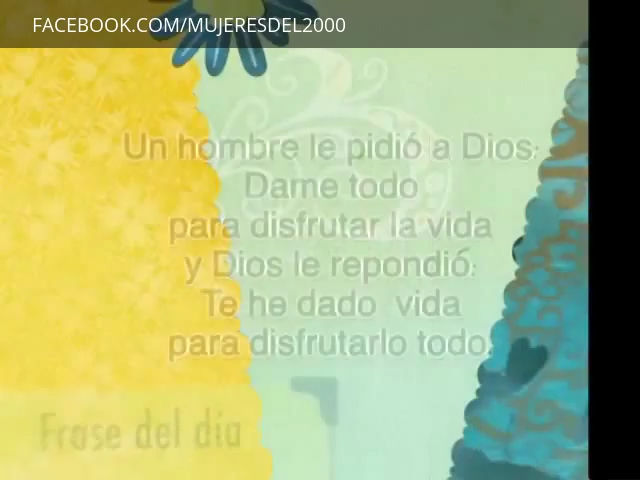 FACEBOOK.COM/MUJERESDEL2000
Un hombre le pidió a Dios:
Dame todo
para disfrutar la vida
y Dios le repondió:
Te he dado vida
para disfrutarlo todo.
Frase del dia